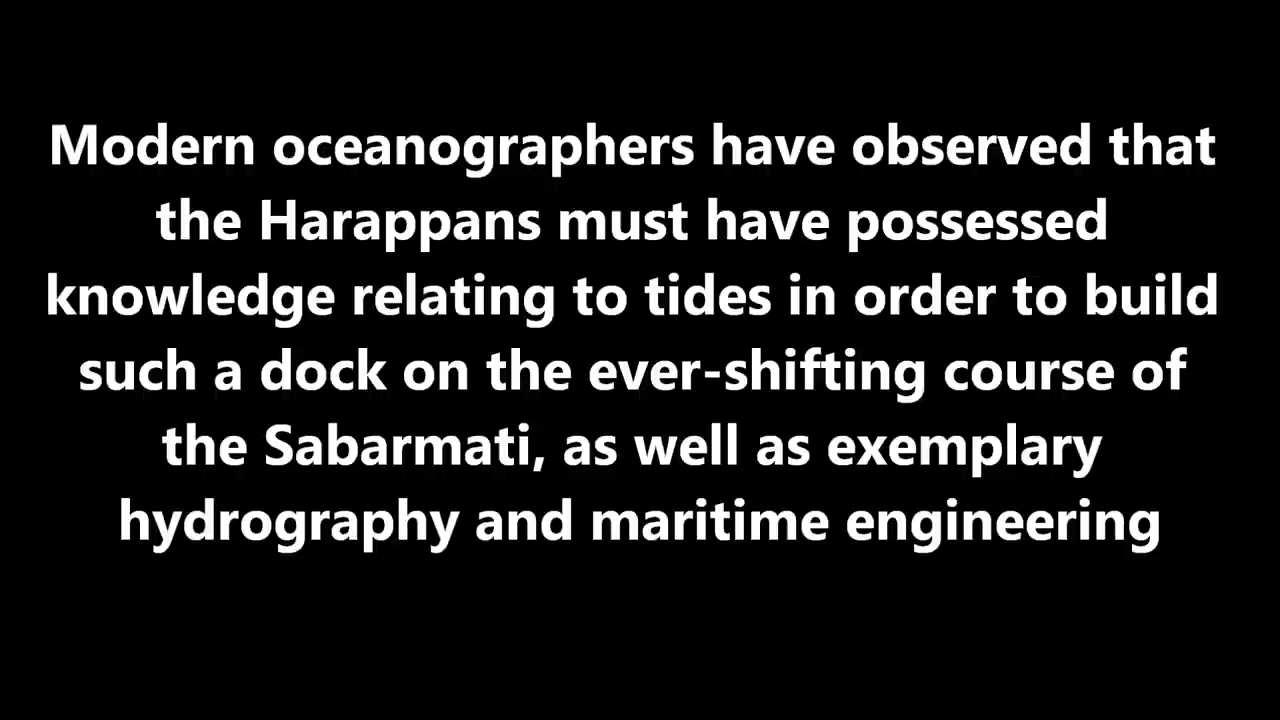 Modern oceanographers have observed that
the Harappans must have possessed
knowledge relating to tides in order to build
such a dock on the ever-shifting course of
the Sabarmati, as well as exemplary
hydrography and maritime engineering